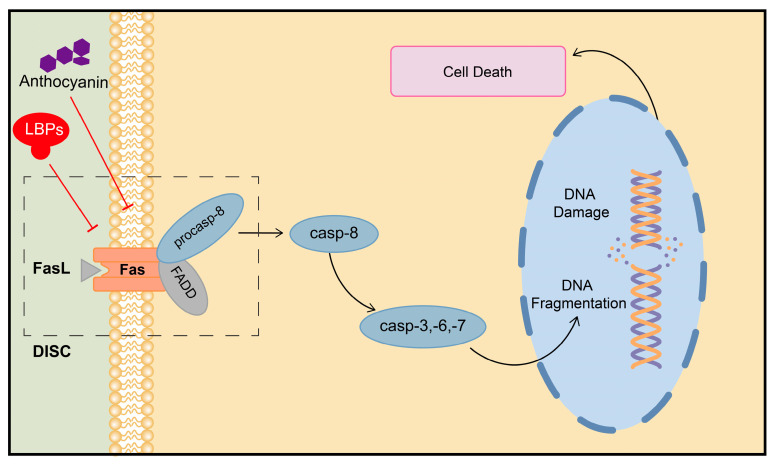 Anthocyanin
LBPs
FasL
Fas
procasp-8
FADD
DISC
casp-8
casp-3,-6,-7
Cell Death
DNA
Damage
DNA
Fragmentation